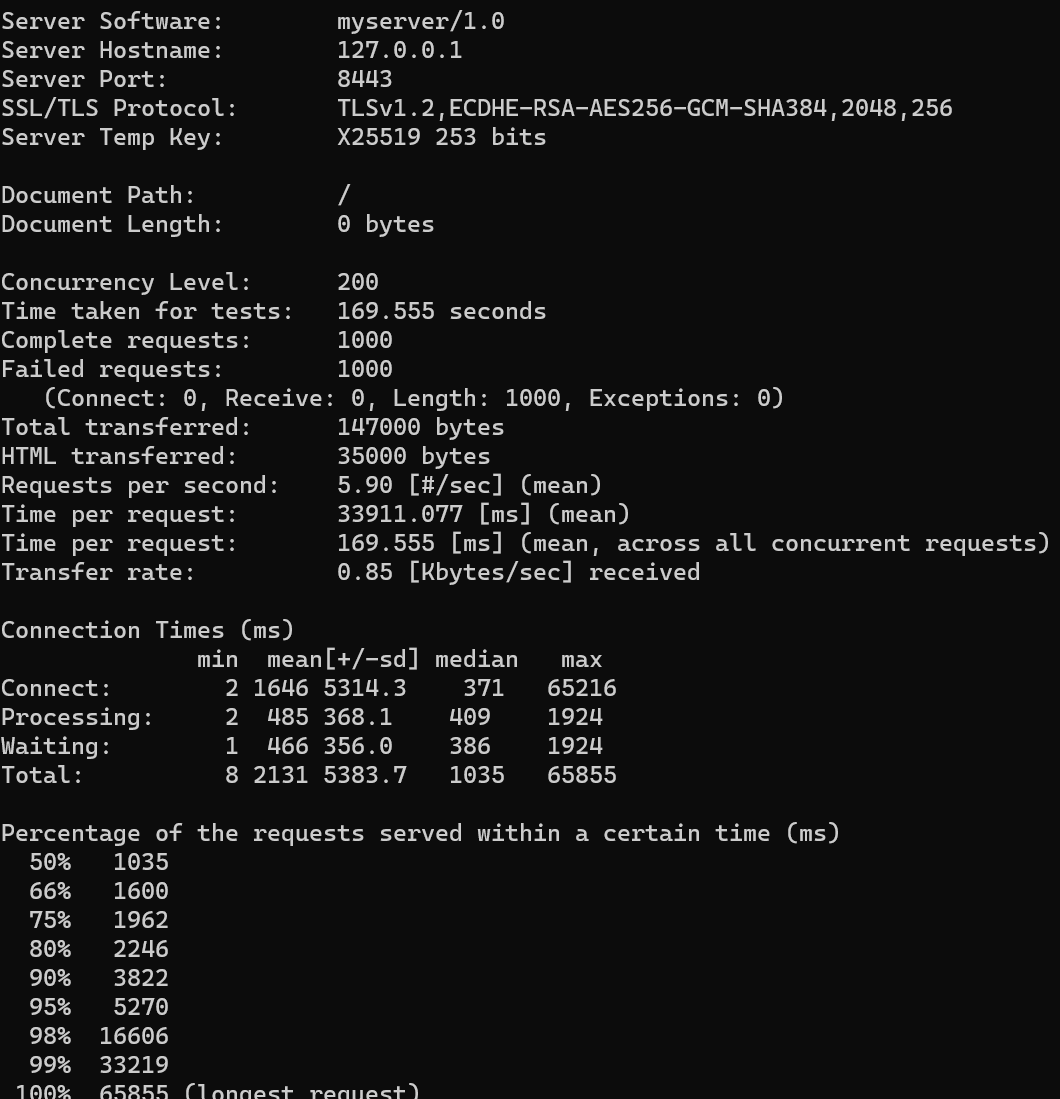 Server Software:        myserver/1.0
Server Hostname:        127.0.0.1
Server Port:            8443
SSL/TLS Protocol:       TLSv1.2,ECDHE-RSA-AES256-GCM-SHA384,2048,256
Server Temp Key:        X25519 253 bits

Document Path:          /
Document Length:        0 bytes

Concurrency Level:      200
Time taken for tests:   169.555 seconds
Complete requests:      1000
Failed requests:        1000
   (Connect: 0, Receive: 0, Length: 1000, Exceptions: 0)
Total transferred:      147000 bytes
HTML transferred:       35000 bytes
Requests per second:    5.90 [#/sec] (mean)
Time per request:       33911.077 [ms] (mean)
Time per request:       169.555 [ms] (mean, across all concurrent requests)
Transfer rate:          0.85 [Kbytes/sec] received

Connection Times (ms)
              min  mean[+/-sd] median   max
Connect:        2 1646 5314.3    371   65216
Processing:     2  485 368.1    409    1924
Waiting:        1  466 356.0    386    1924
Total:          8 2131 5383.7   1035   65855

Percentage of the requests served within a certain time (ms)
  50%   1035
  66%   1600
  75%   1962
  80%   2246
  90%   3822
  95%   5270
  98%  16606
  99%  33219
 100%  65855 (longest request)